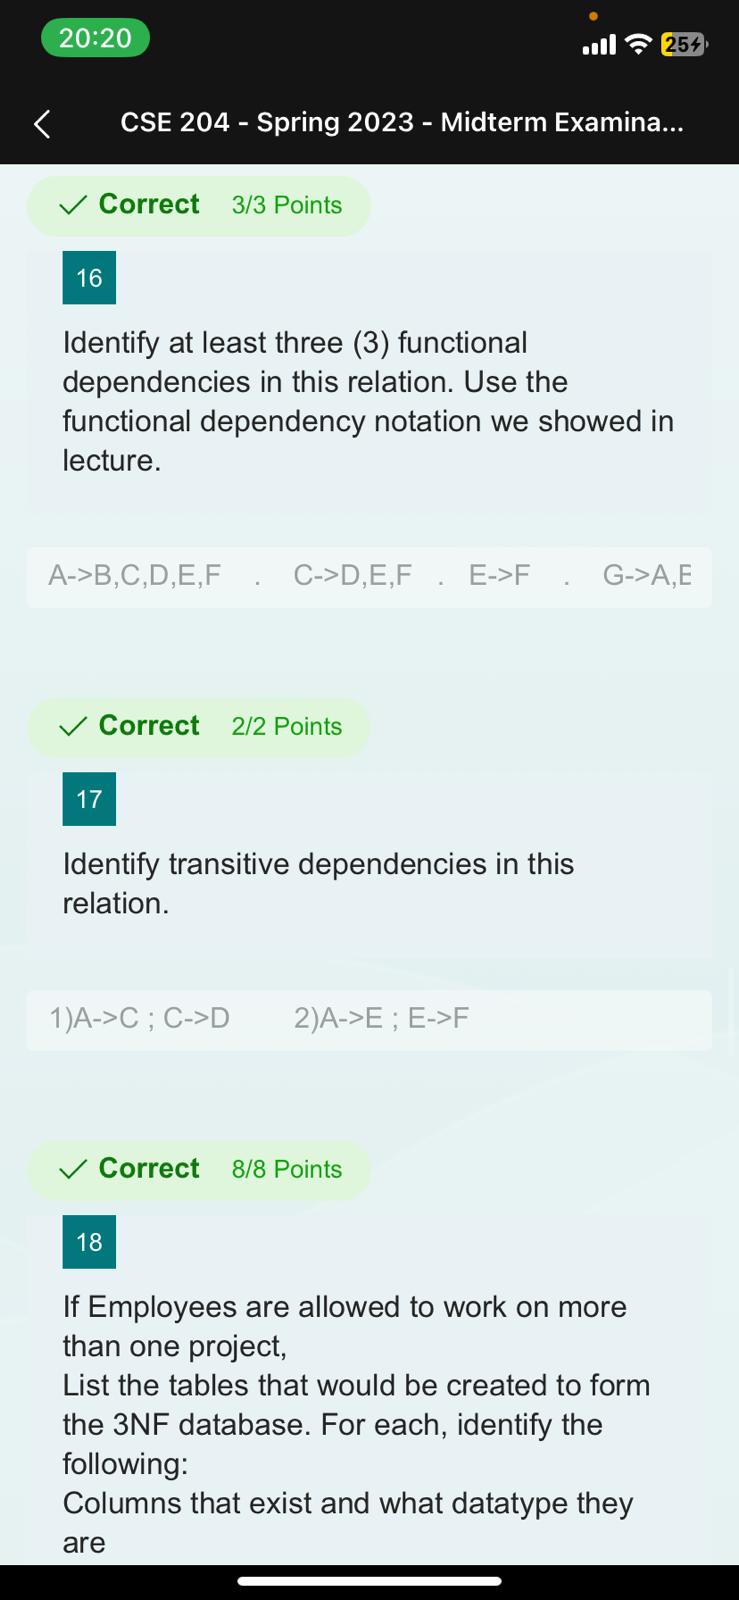 20:20
25
CSE 204 - Spring 2023 - Midterm Examina...
Correct 3/3 Points
16
Identify at least three (3) functional
dependencies in this relation. Use the
functional dependency notation we showed in
lecture.
A->B,C,D,E,F . C->D,E,F . E->F . G->A,E
Correct 2/2 Points
17
Identify transitive dependencies in this
relation.
1)A->C ; C->D 2)A->E ; E->F
Correct 8/8 Points
18
If Employees are allowed to work on more
than one project,
List the tables that would be created to form
the 3NF database. For each, identify the
following:
Columns that exist and what datatype they
are